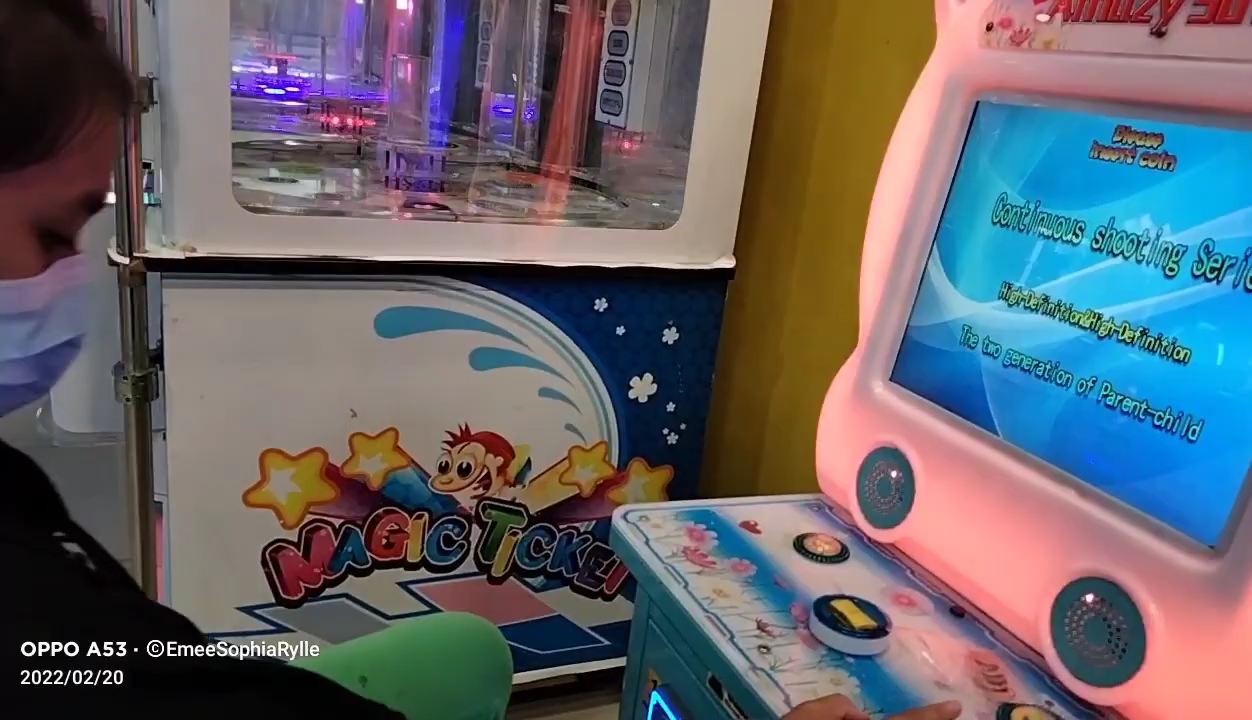 Please
insert coin
Continuous shooting Serie
High-Definition&High-Definition
The two generation of Parent-child
MAGIC TICKET
OPPO A53 · ©EmeeSophiaRylle
2022/02/20